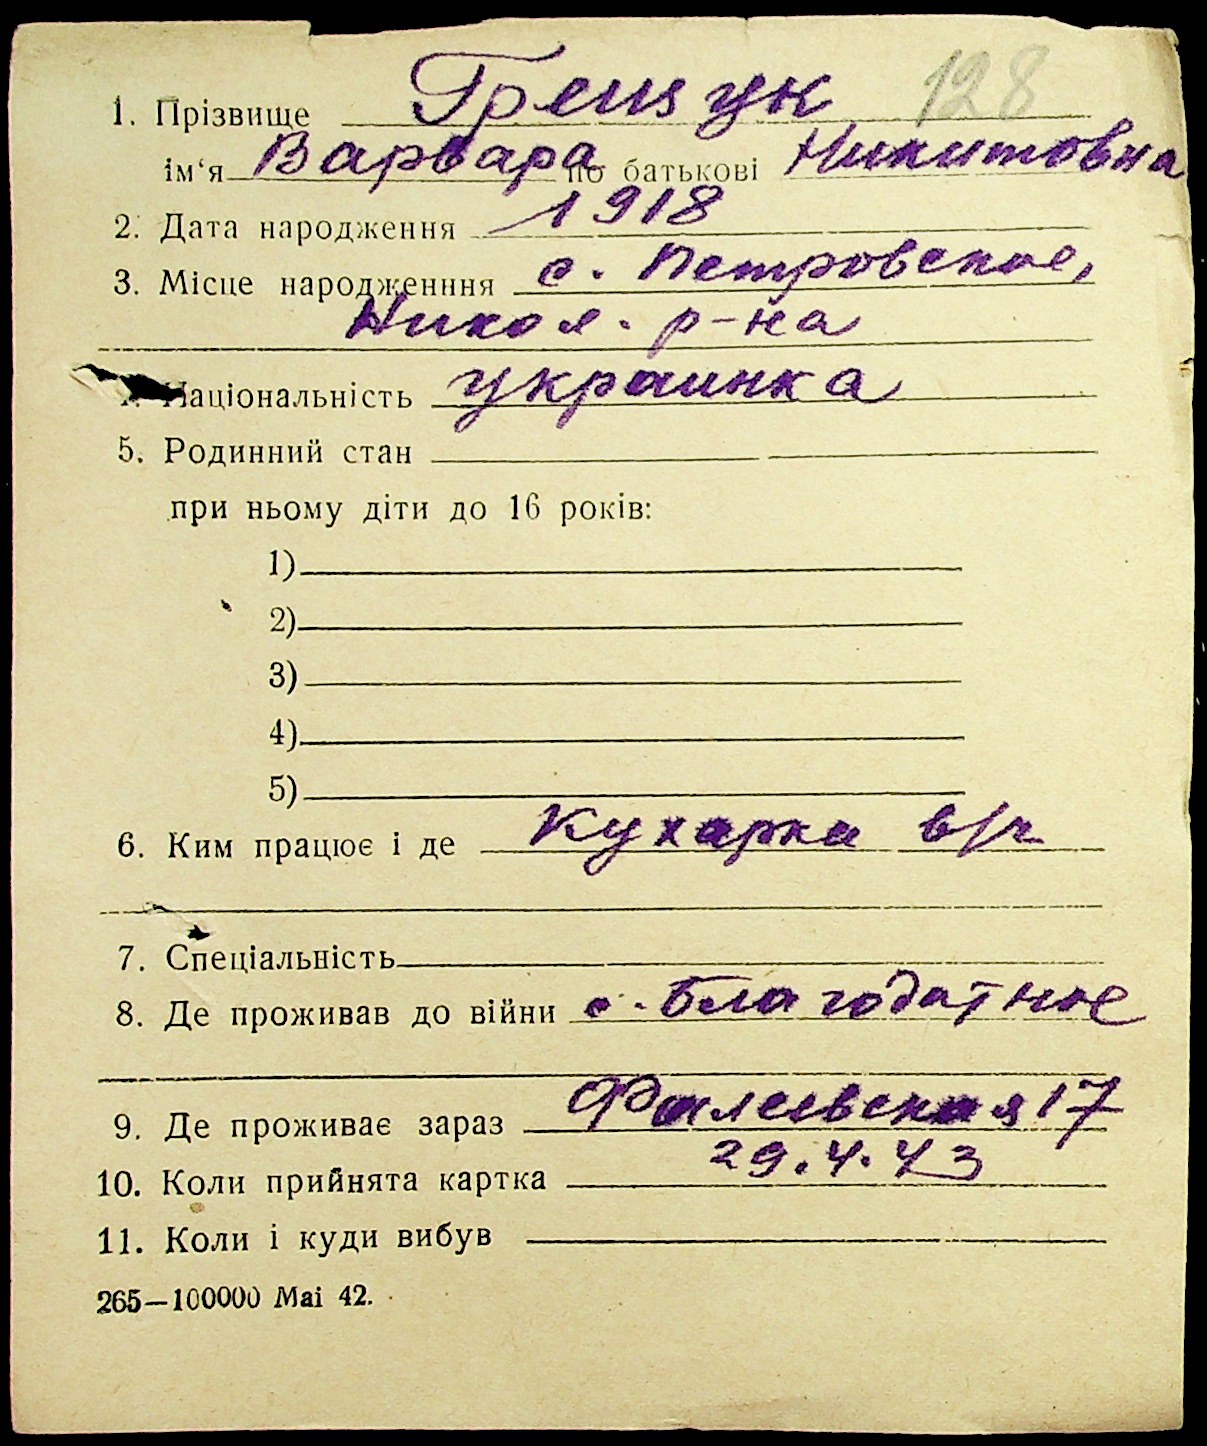 128
1. Прізвище Грещук
ім‘я Варвара по батькові Никитовна
2. Дата народження 1918
3. Місце народженння с. Петровское,
Никол. р-на
Національність украинка
5. Родинний стан
при ньому діти до 16 років:
1)
2)
3)
4)
5)
6. Ким працює і де Кухарка в/ч
7. Спеціальність
8. Де проживав до війни с. Благодатное
9. Де проживає зараз Фалеевская 17
10. Коли прийнята картка 29.4.43
11. Коли і куди вибув
265—100000 Mai 42.